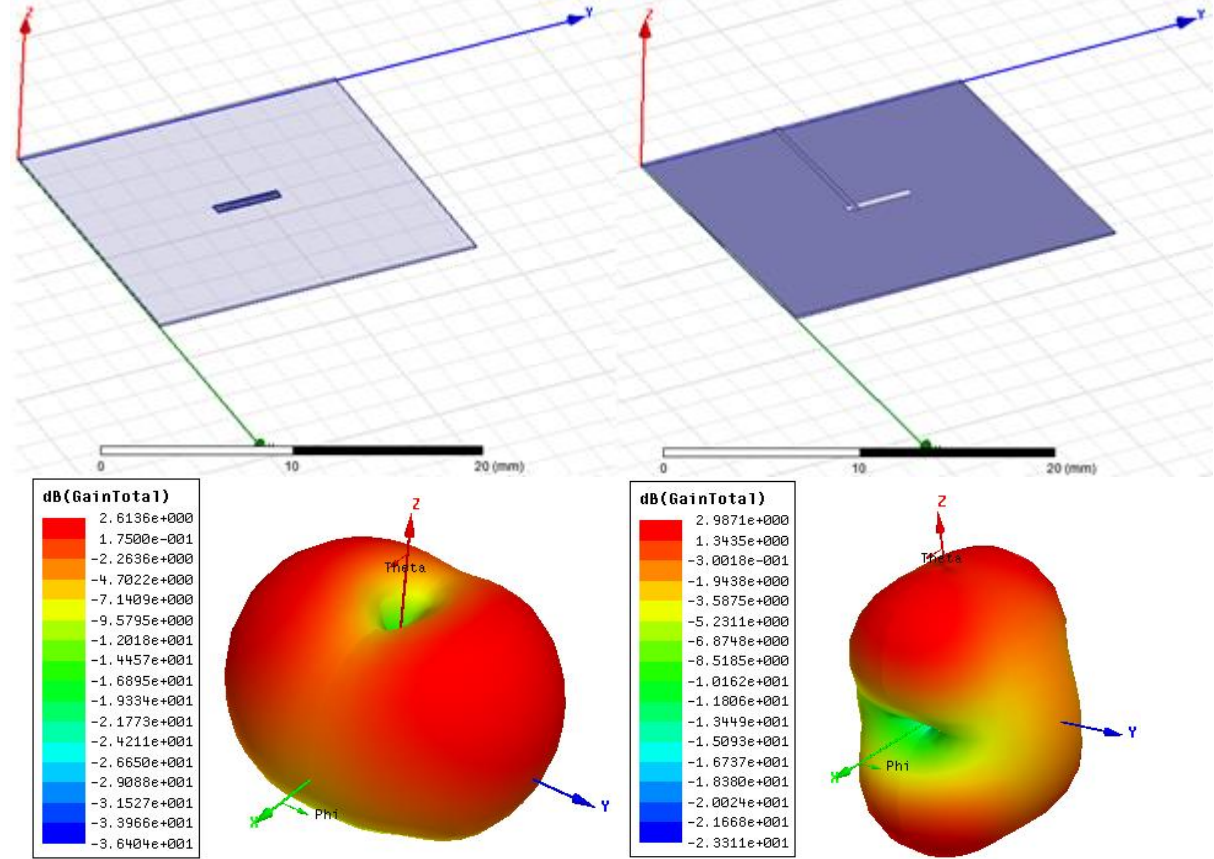 Z
Y
Z
Y
0
10
20 (mm)
0
10
20 (mm)
dB(GainTotal)
2.6136e+000
1.7500e-001
-2.2636e+000
-4.7022e+000
-7.1409e+000
-9.5795e+000
-1.2018e+001
-1.4457e+001
-1.6895e+001
-1.9334e+001
-2.1773e+001
-2.4211e+001
-2.6650e+001
-2.9088e+001
-3.1527e+001
-3.3966e+001
-3.6404e+001
Z
Theta
X
Phi
Y
dB(GainTotal)
2.9871e+000
1.3435e+000
-3.0018e-001
-1.9438e+000
-3.5875e+000
-5.2311e+000
-6.8748e+000
-8.5185e+000
-1.0162e+001
-1.1806e+001
-1.3449e+001
-1.5093e+001
-1.6737e+001
-1.8380e+001
-2.0024e+001
-2.1668e+001
-2.3311e+001
Z
Theta
X
Phi
Y